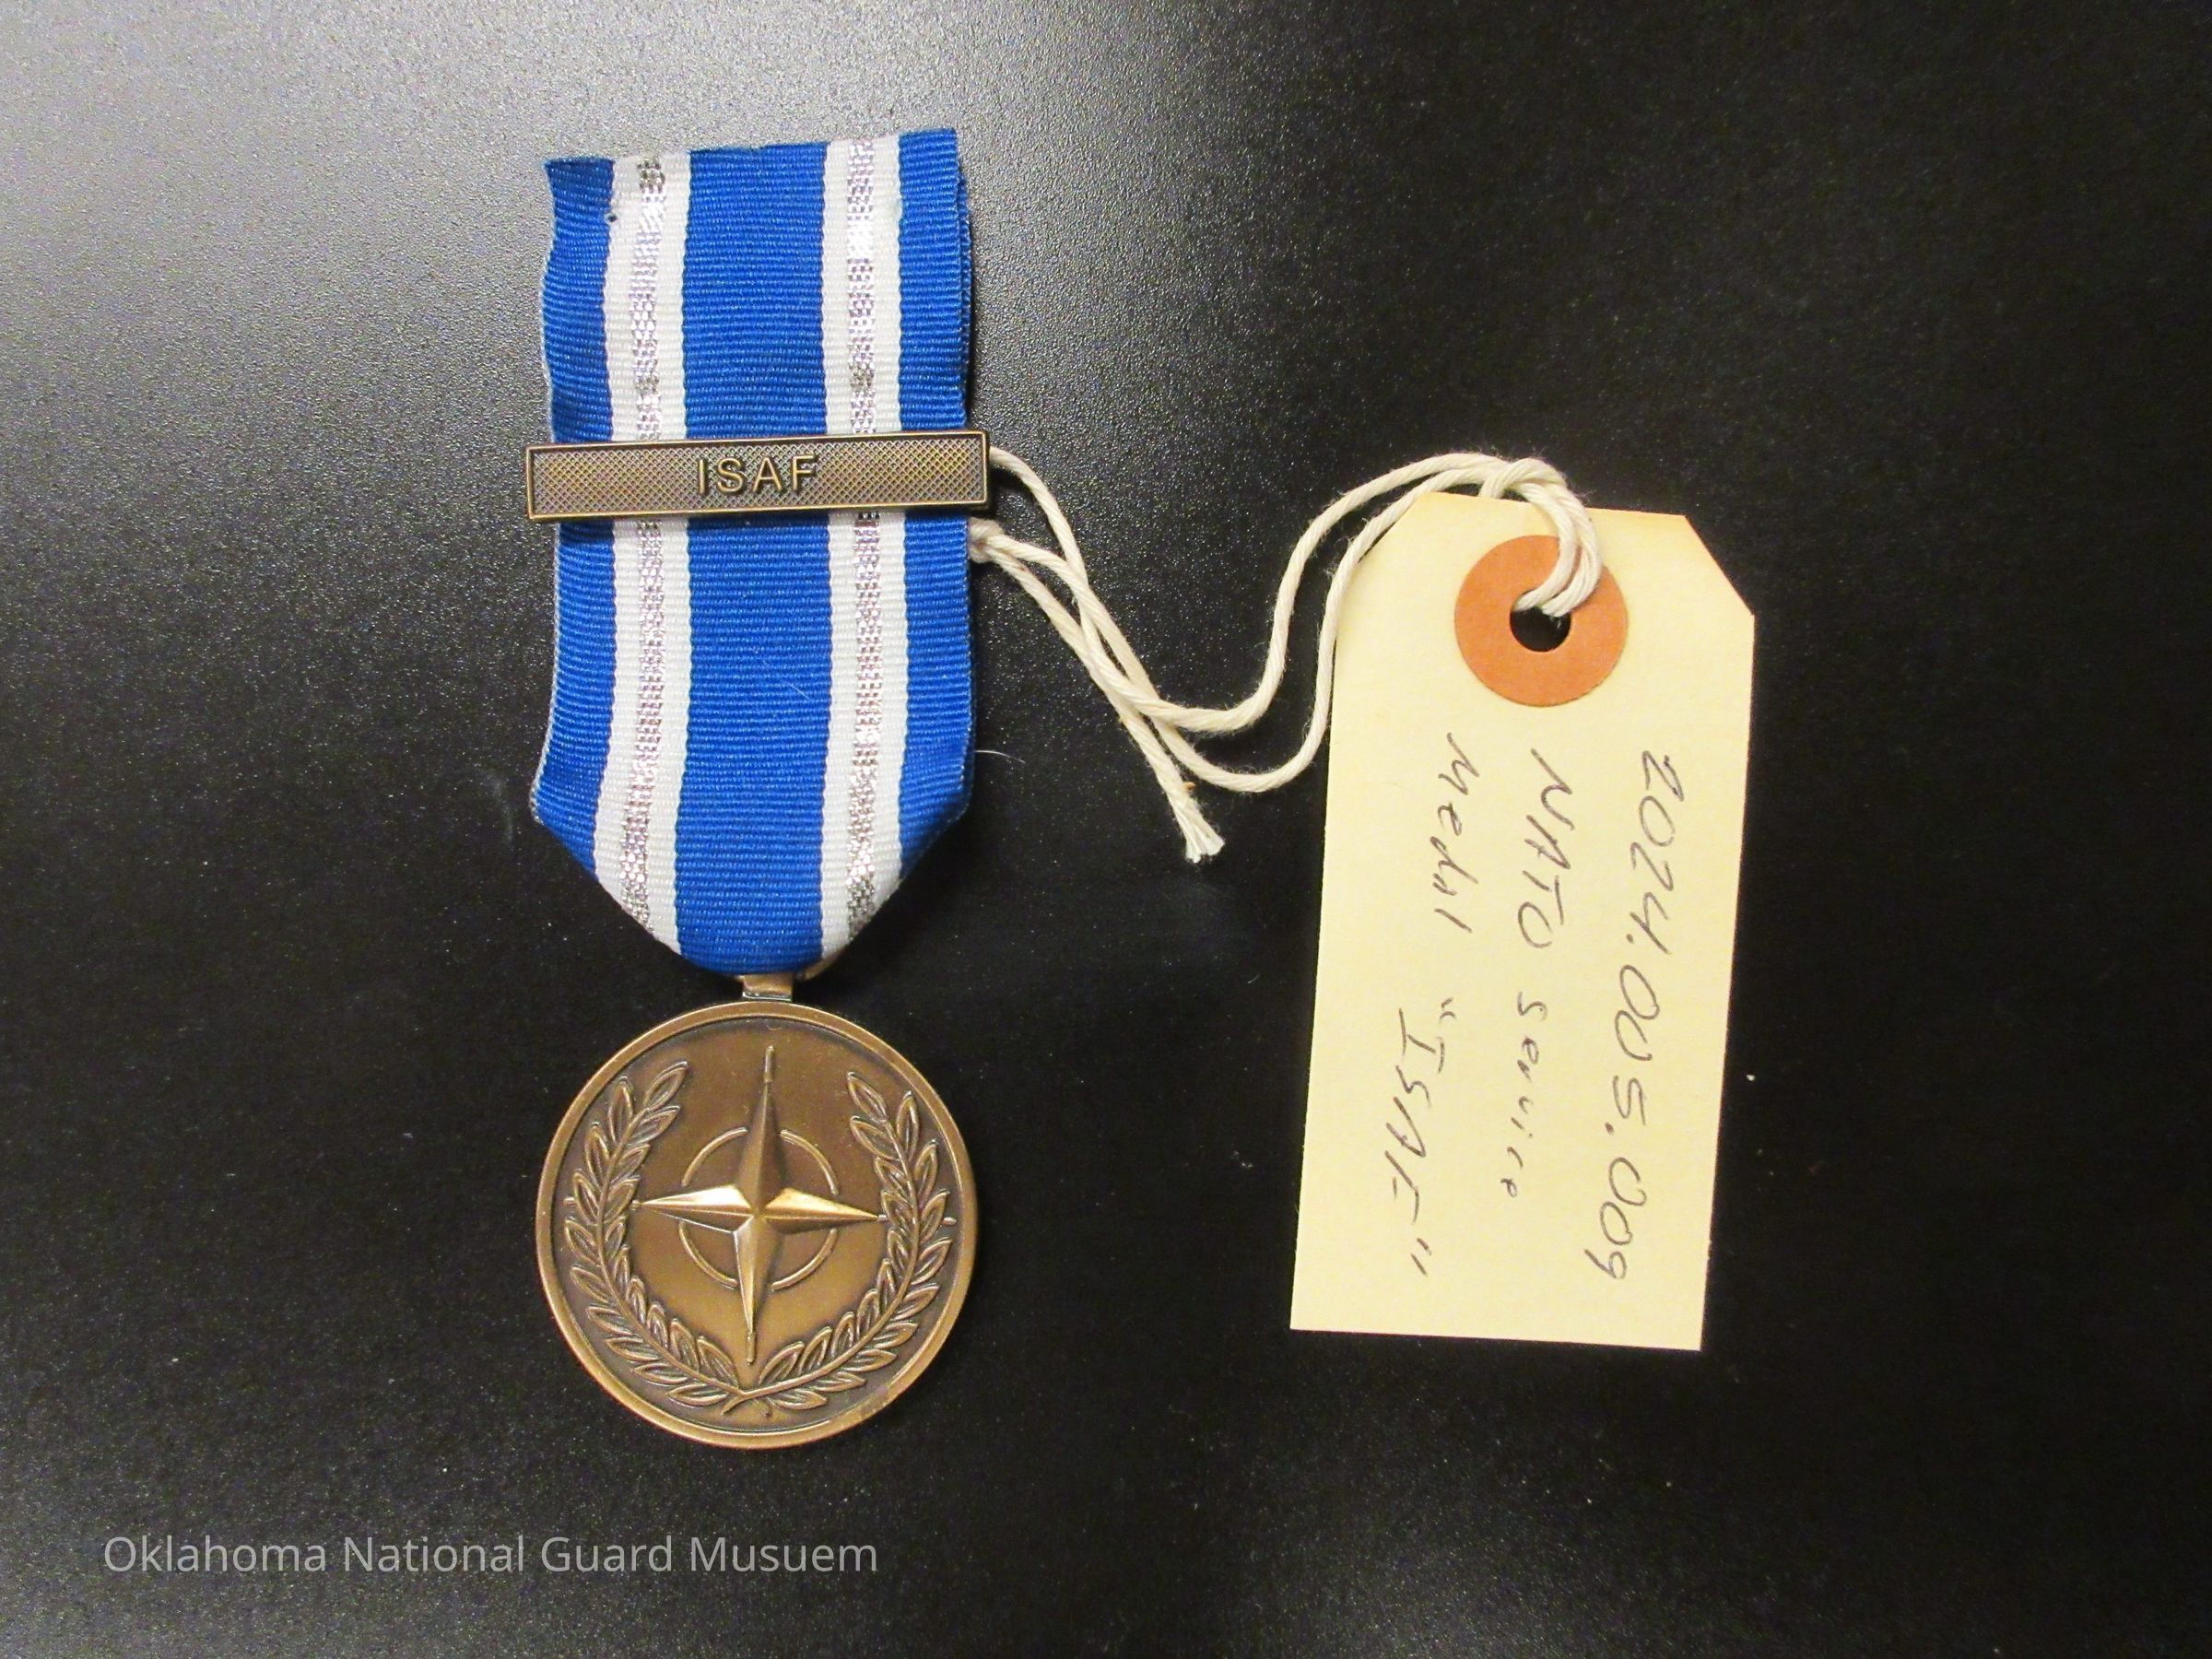 ISAF
2024.005.009
NATO Service
Medal "ISAF"
Oklahoma National Guard Musuem